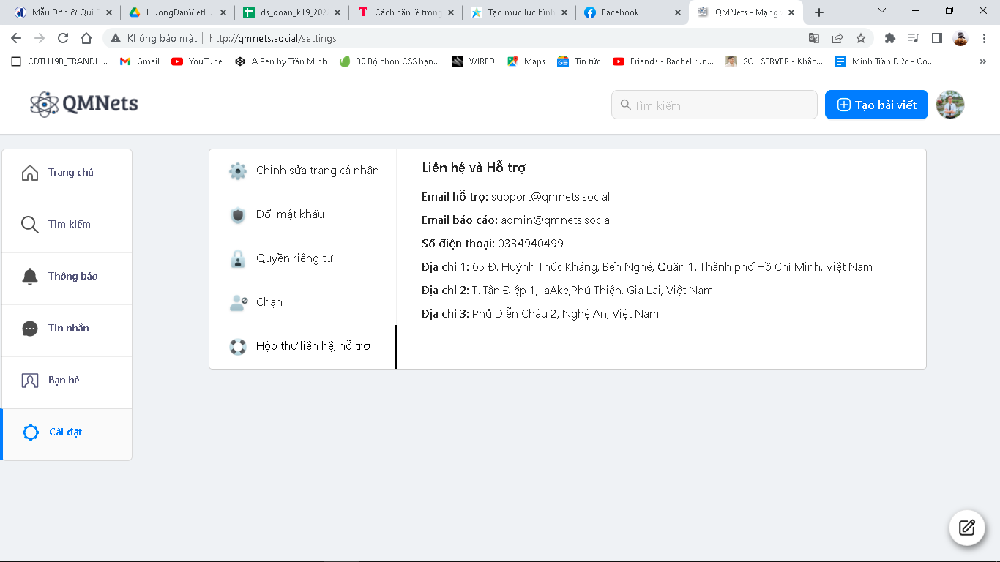 Mẫu Đơn & Qui Đ
HuongDanVietLu
ds_dvan_k19_202
Cách căn lề trong
Tạo mục lục hình
Facebook
QMNets - Mạng
Không bảo mật
http://qmnets.social/settings
CDTH19B_TRANDU...
Gmail
YouTube
A Pen by Trần Minh
30 Bộ chọn CSS bạn...
WIRED
Maps
Tin tức
Friends - Rachel run...
SQL SERVER - Khắc...
Minh Trần Đức - Co...
QMNets
Tìm kiếm
Tạo bài viết
Trang chủ
Tìm kiếm
Thông báo
Tin nhắn
Bạn bè
Cài đặt
Chỉnh sửa trang cá nhân
Đổi mật khẩu
Quyền riêng tư
Chặn
Hộp thư liên hệ, hỗ trợ
Liên hệ và Hỗ trợ
Email hỗ trợ: support@qmnets.social
Email báo cáo: admin@qmnets.social
Số điện thoại: 0334940499
Địa chỉ 1: 65 Đ. Huỳnh Thúc Kháng, Bến Nghé, Quận 1, Thành phố Hồ Chí Minh, Việt Nam
Địa chỉ 2: T. Tân Điệp 1, IaAke,Phú Thiện, Gia Lai, Việt Nam
Địa chỉ 3: Phủ Diễn Châu 2, Nghệ An, Việt Nam